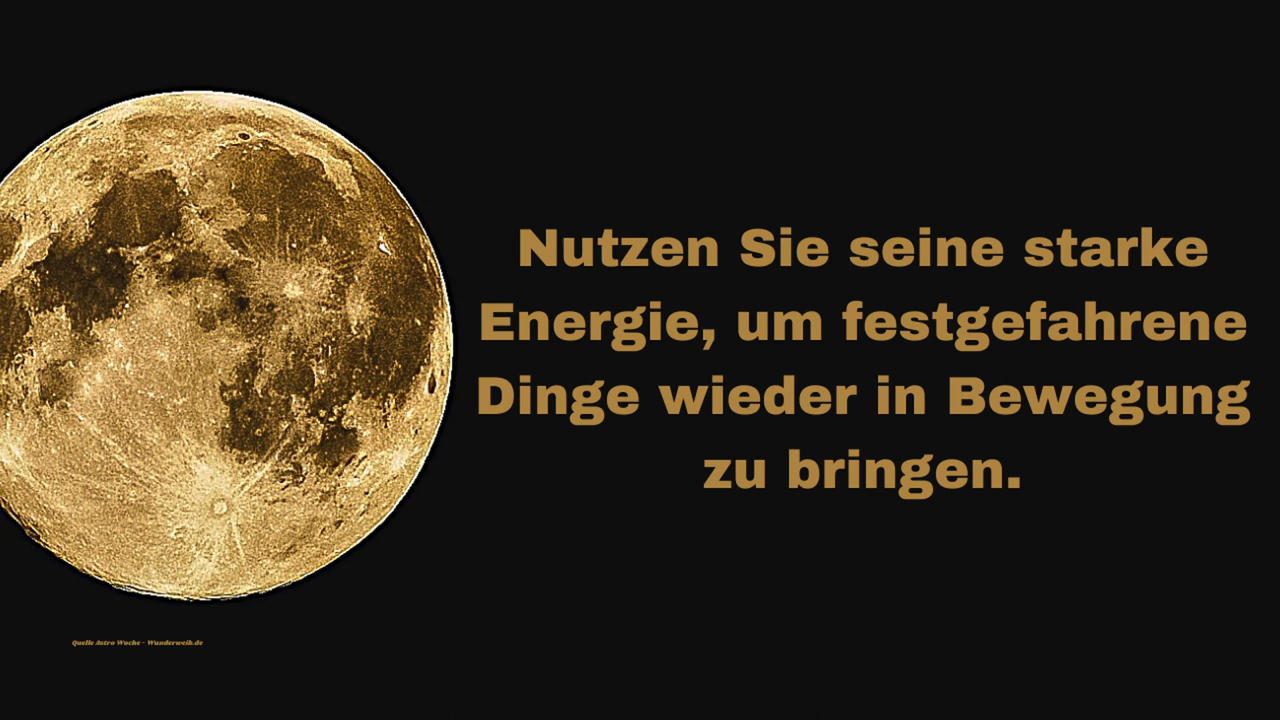 Nutzen Sie seine starke
Energie, um festgefahrene
Dinge wieder in Bewegung
zu bringen.
Quelle Astro Woche - Wunderweib.de